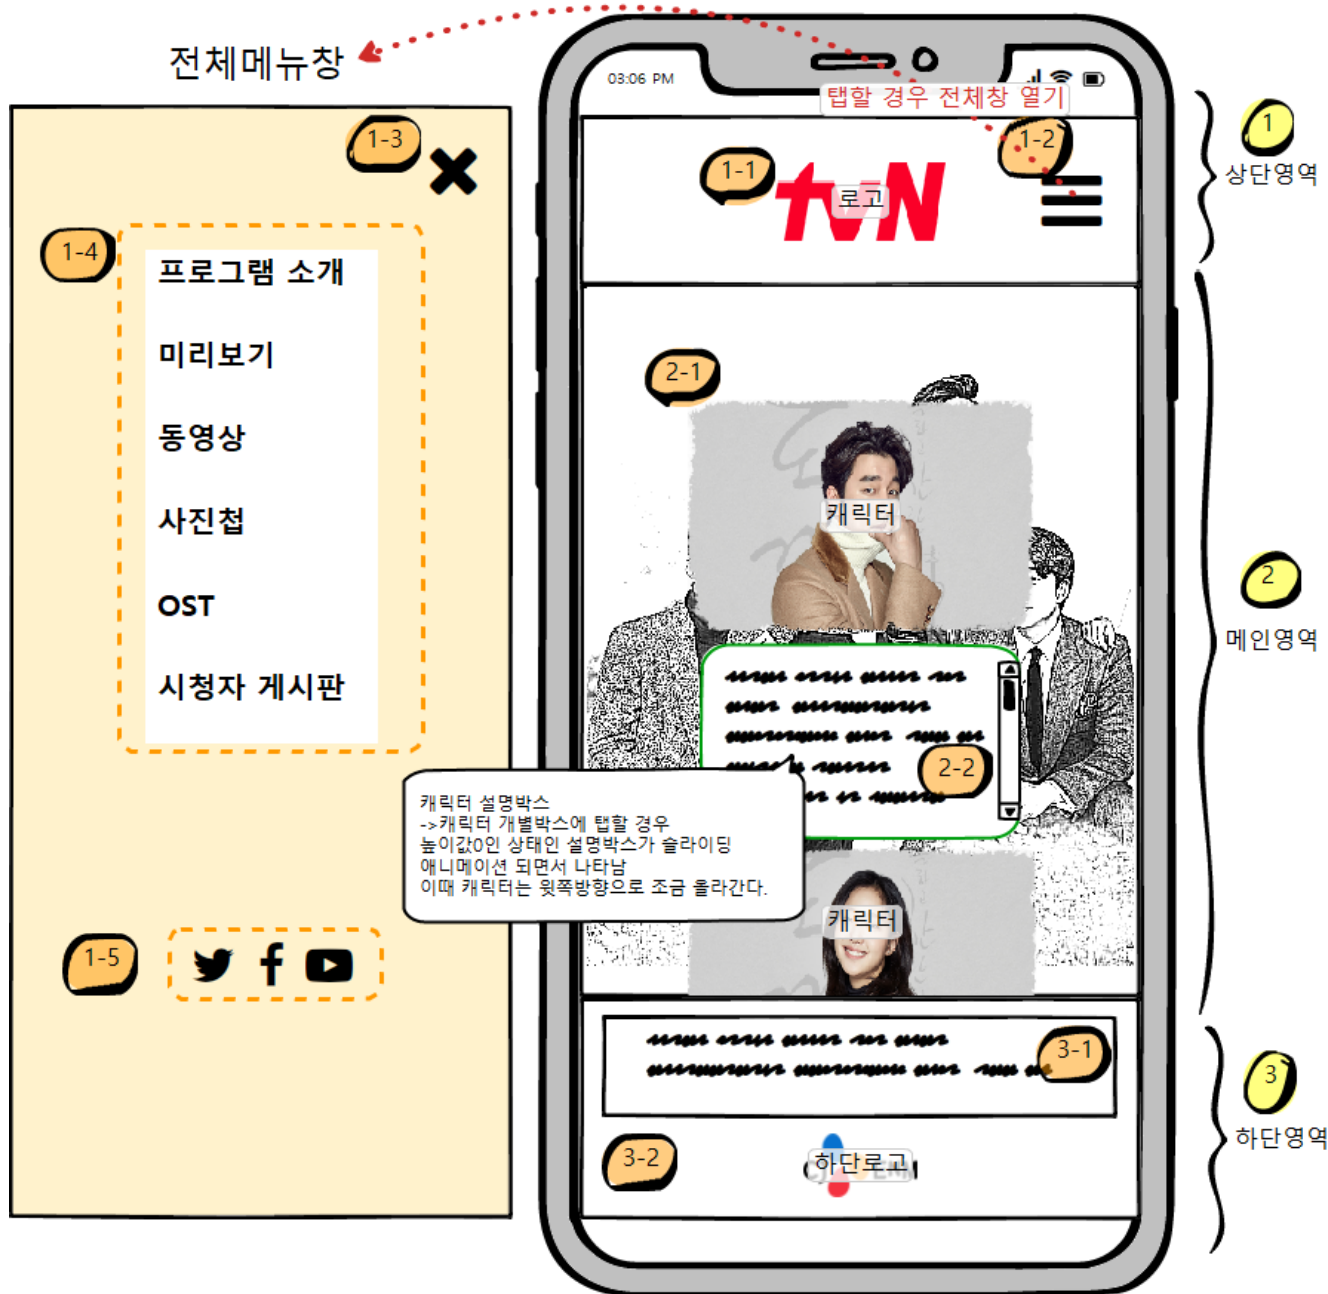 전체메뉴창
03:06 PM
탭할 경우 전체창 열기
1-3
1-1
tvN
로고
1-2
1
상단영역
1-4
프로그램 소개
미리보기
동영상
사진첩
OST
시청자 게시판
2-1
캐릭터
2
메인영역
2-2
캐릭터 설명박스
->캐릭터 개별박스에 탭할 경우
높이값0인 상태인 설명박스가 슬라이딩
애니메이션 되면서 나타남
이때 캐릭터는 윗쪽방향으로 조금 올라간다.
캐릭터
1-5
3-1
3
하단영역
3-2
하단로고